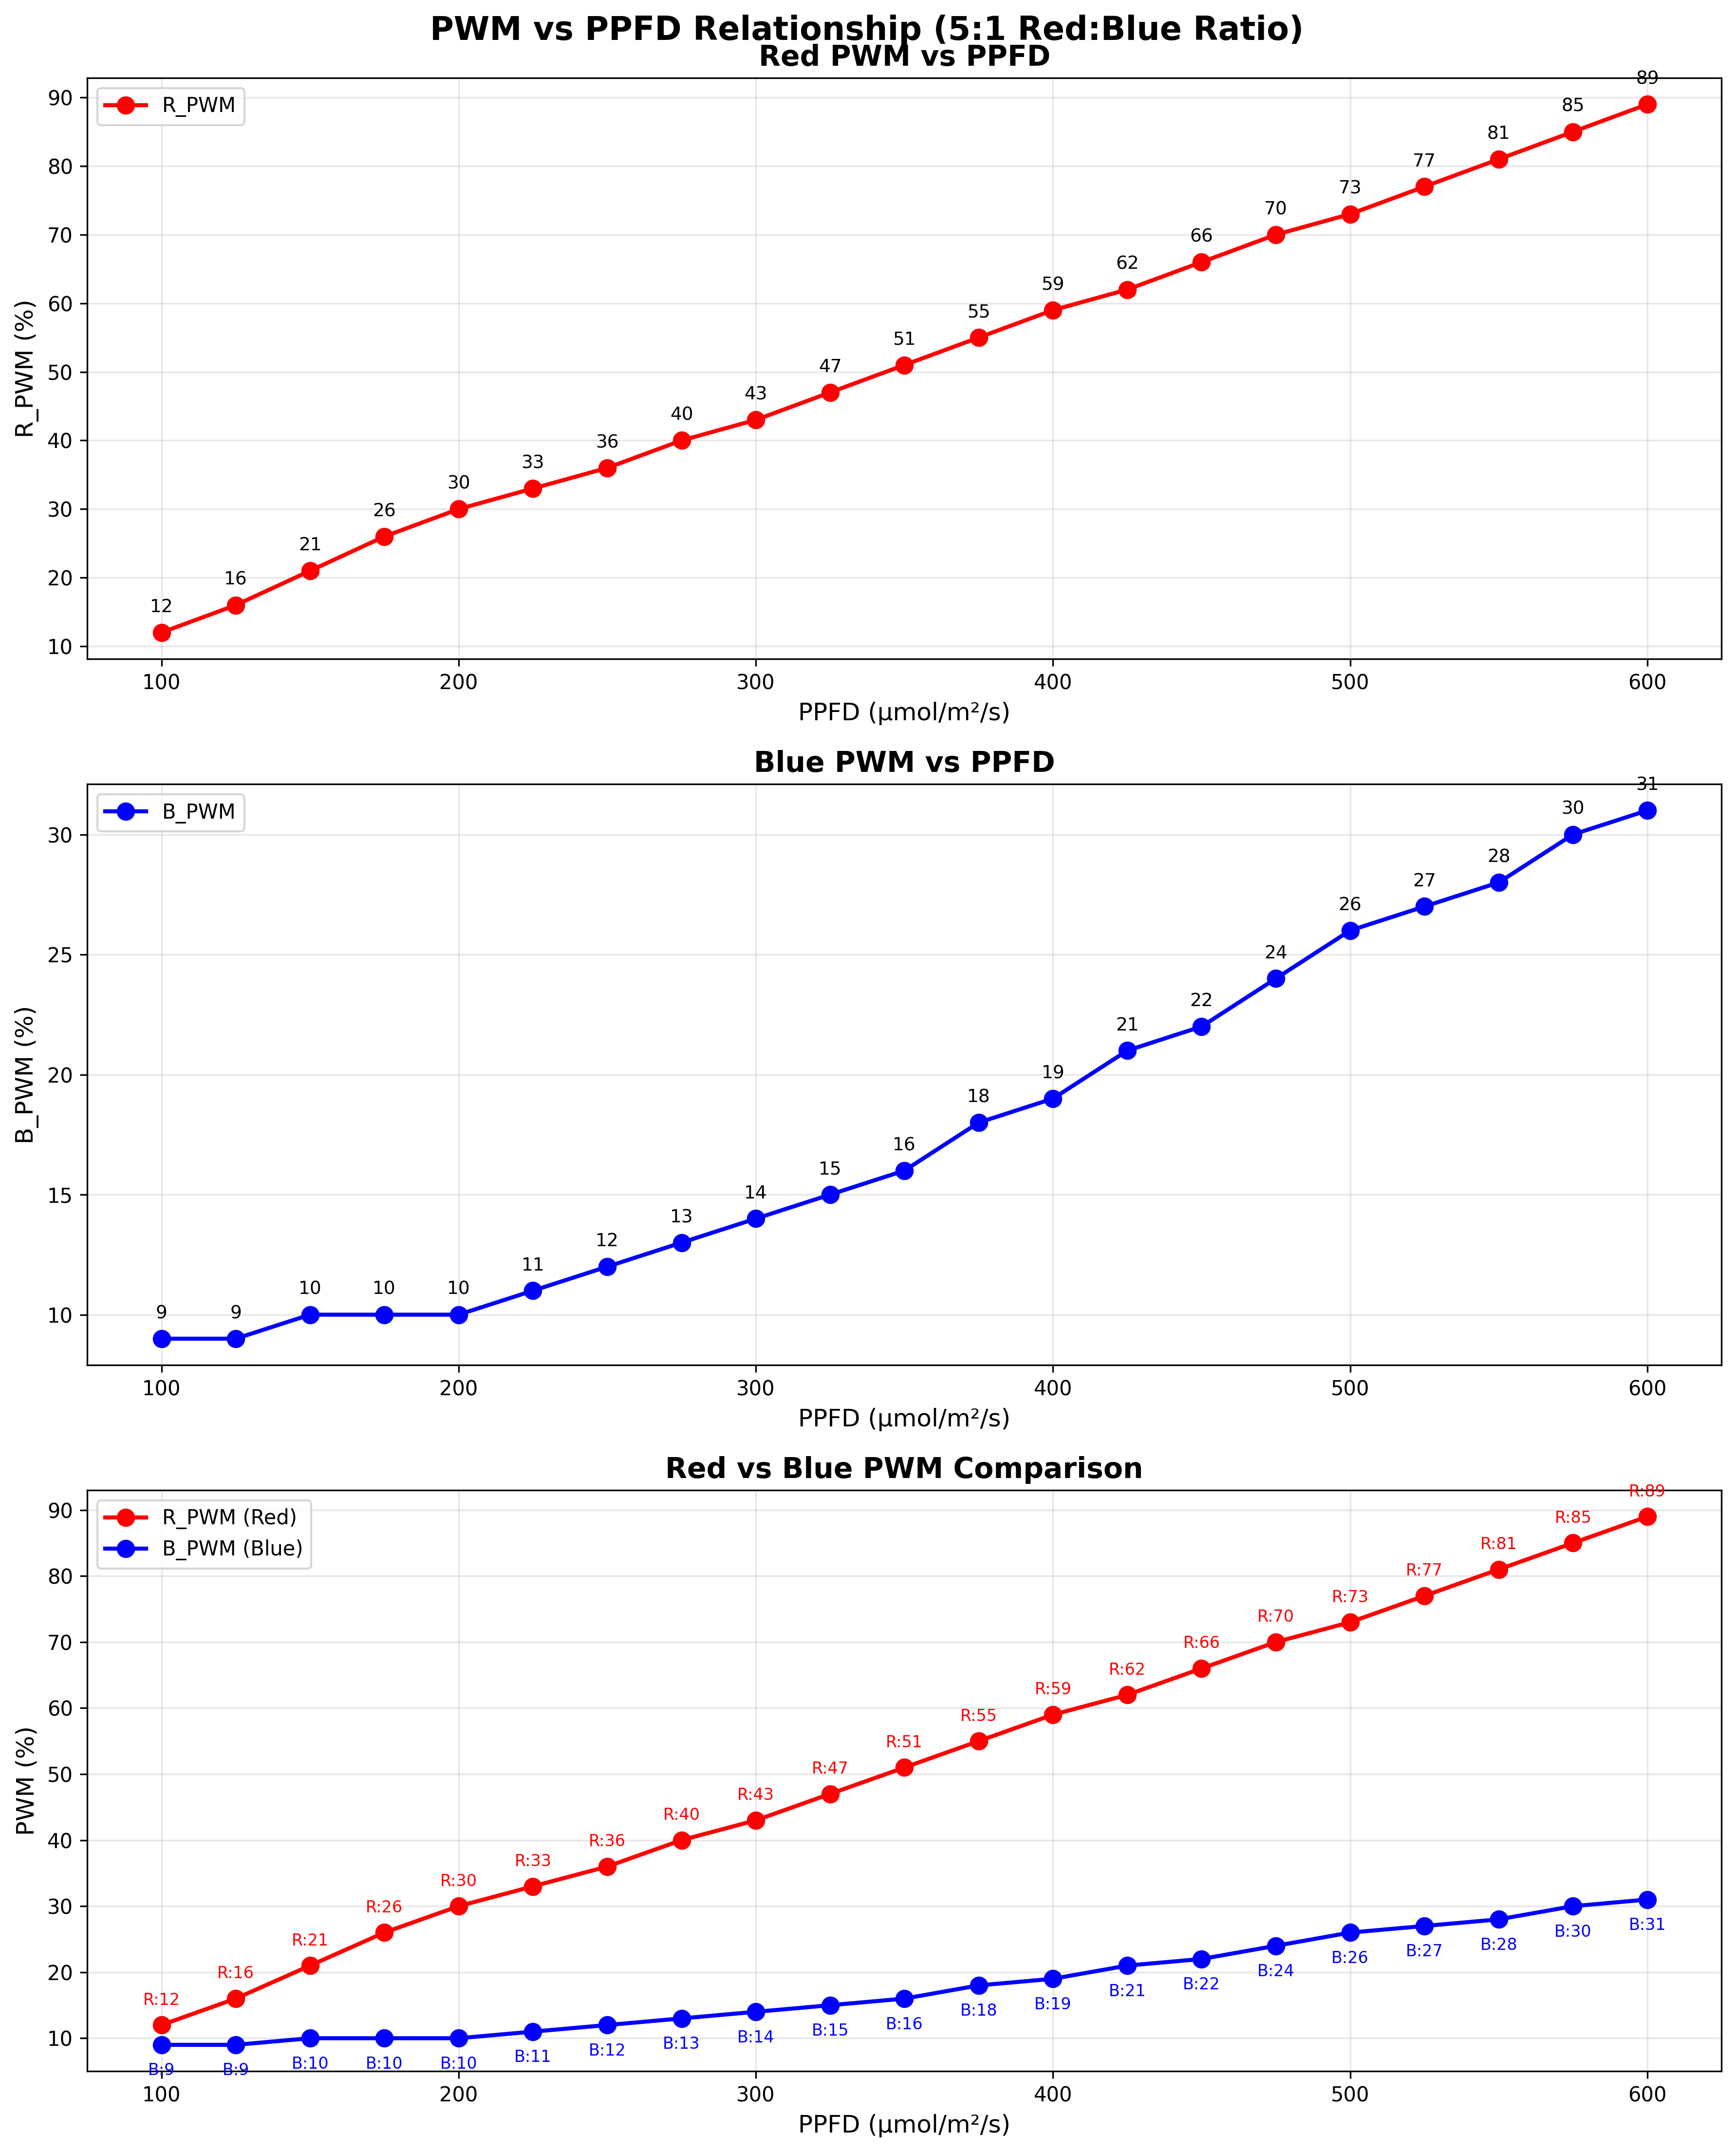 PWM vs PPFD Relationship (5:1 Red:Blue Ratio)
Red PWM vs PPFD
R_PWM
R_PWM (%)
90
80
70
60
50
40
30
20
10
12
16
21
26
30
33
36
40
43
47
51
55
59
62
66
70
73
77
81
85
89
100
200
300
400
500
600
PPFD (μmol/m²/s)
Blue PWM vs PPFD
B_PWM
B_PWM (%)
30
25
20
15
10
9
9
10
10
10
11
12
13
14
15
16
18
19
21
22
24
26
27
28
30
31
100
200
300
400
500
600
PPFD (μmol/m²/s)
Red vs Blue PWM Comparison
R_PWM (Red)
B_PWM (Blue)
PWM (%)
90
80
70
60
50
40
30
20
10
R:12
R:16
R:21
R:26
R:30
R:33
R:36
R:40
R:43
R:47
R:51
R:55
R:59
R:62
R:66
R:70
R:73
R:77
R:81
R:85
R:89
B:9
B:9
B:10
B:10
B:10
B:11
B:12
B:13
B:14
B:15
B:16
B:18
B:19
B:21
B:22
B:24
B:26
B:27
B:28
B:30
B:31
100
200
300
400
500
600
PPFD (μmol/m²/s)